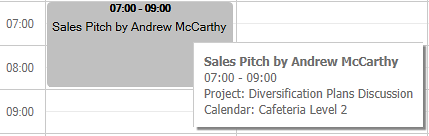 07:00 - 09:00
07:00
Sales Pitch by Andrew McCarthy
Sales Pitch by Andrew McCarthy
07:00 - 09:00
08:00
Project: Diversification Plans Discussion
Calendar: Cafeteria Level 2
09:00